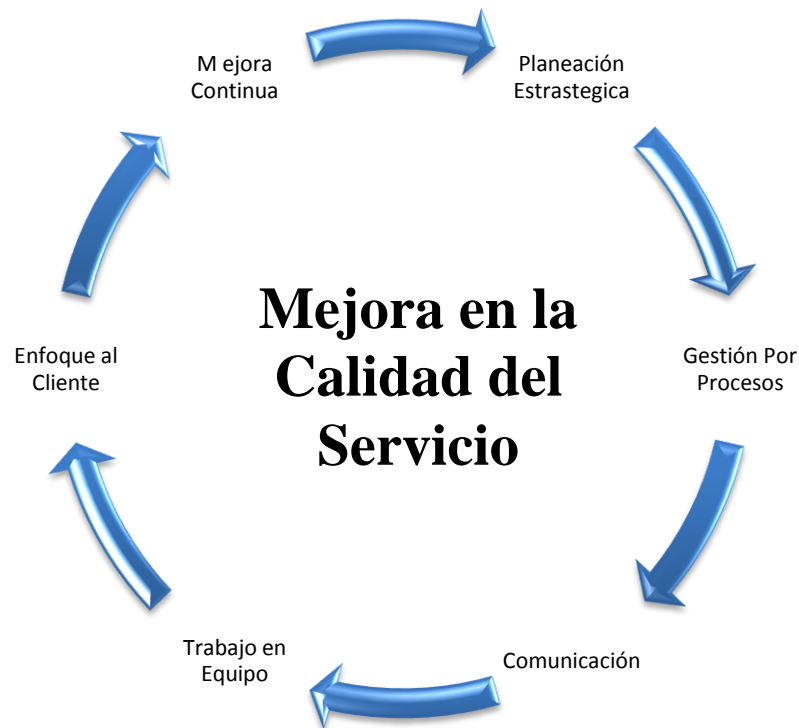 M ejora
Continua
Planeación
Estrastegica
Mejora en la
Calidad del
Servicio
Enfoque al
Cliente
Gestión Por
Procesos
Trabajo en
Equipo
Comunicación